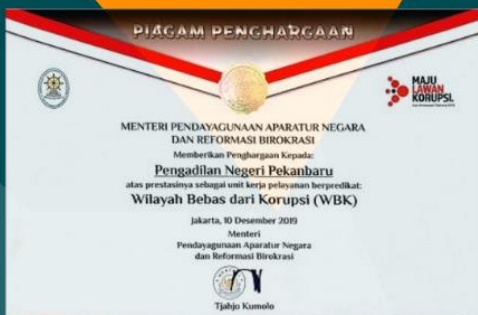 PIAGAM PENGHARGAAN
MAJU
LAWAN
KORUPSI.
MENTERI PENDAYAGUNAAN APARATUR NEGARA
DAN REFORMASI BIROKRASI
Memberikan Penghargaan Kepada:
Pengadilan Negeri Pekanbaru
atas prestasinya sebagai unit kerja pelayanan berpredikat:
Wilayah Bebas dari Korupsi (WBK)
Jakarta, 10 Desember 2019
Menteri
Pendayagunaan Aparatur Negara
dan Reformasi Birokrasi
Tjahjo Kumolo